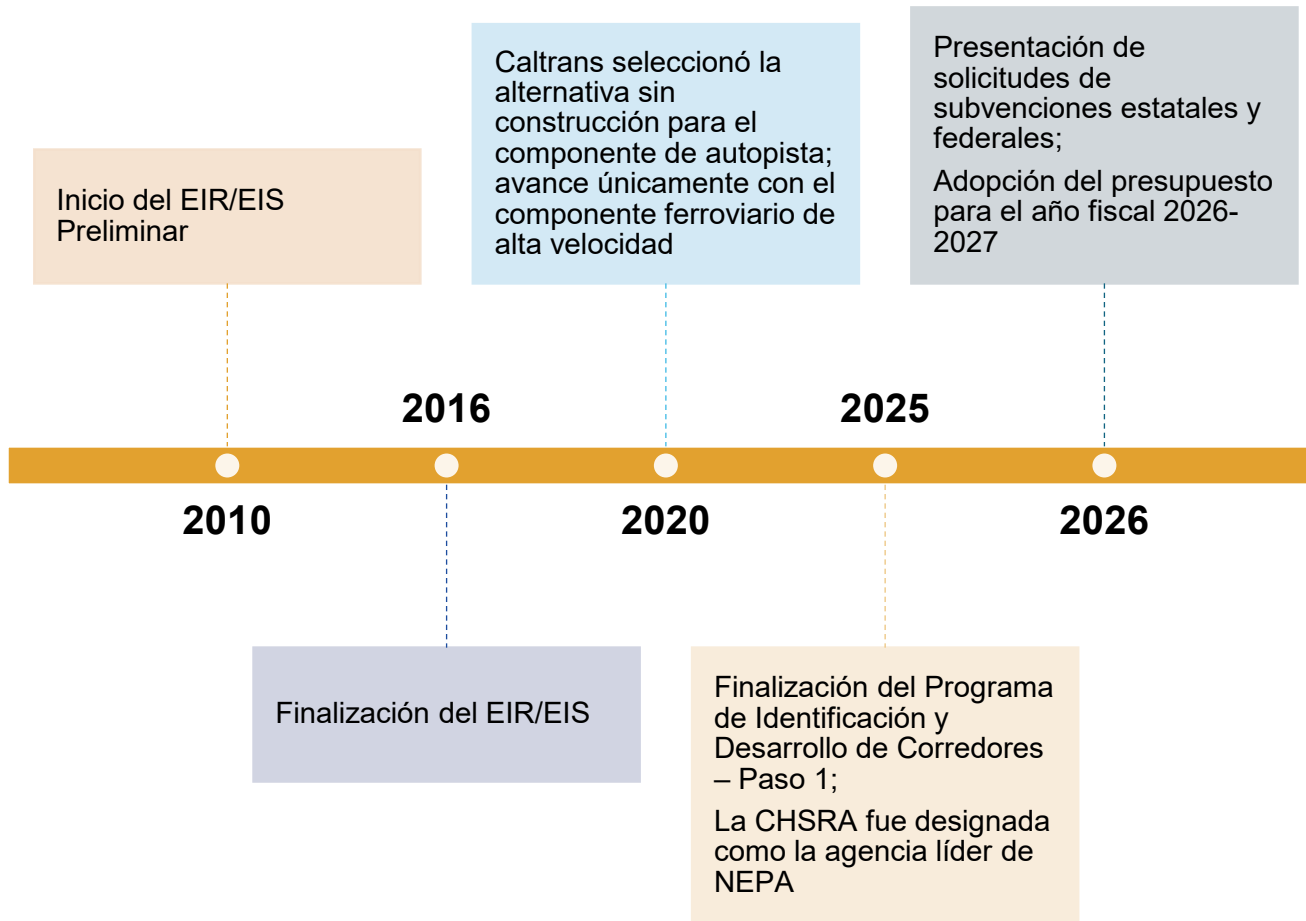 Inicio del EIR/EIS
Preliminar
Caltrans seleccionó la
alternativa sin
construcción para el
componente de autopista;
avance únicamente con el
componente ferroviario de
alta velocidad
Presentación de
solicitudes de
subvenciones estatales y
federales;
Adopción del presupuesto
para el año fiscal 2026-
2027
2016
2025
2010
2020
2026
Finalización del EIR/EIS
Finalización del Programa
de Identificación y
Desarrollo de Corredores
– Paso 1;
La CHSRA fue designada
como la agencia líder de
NEPA